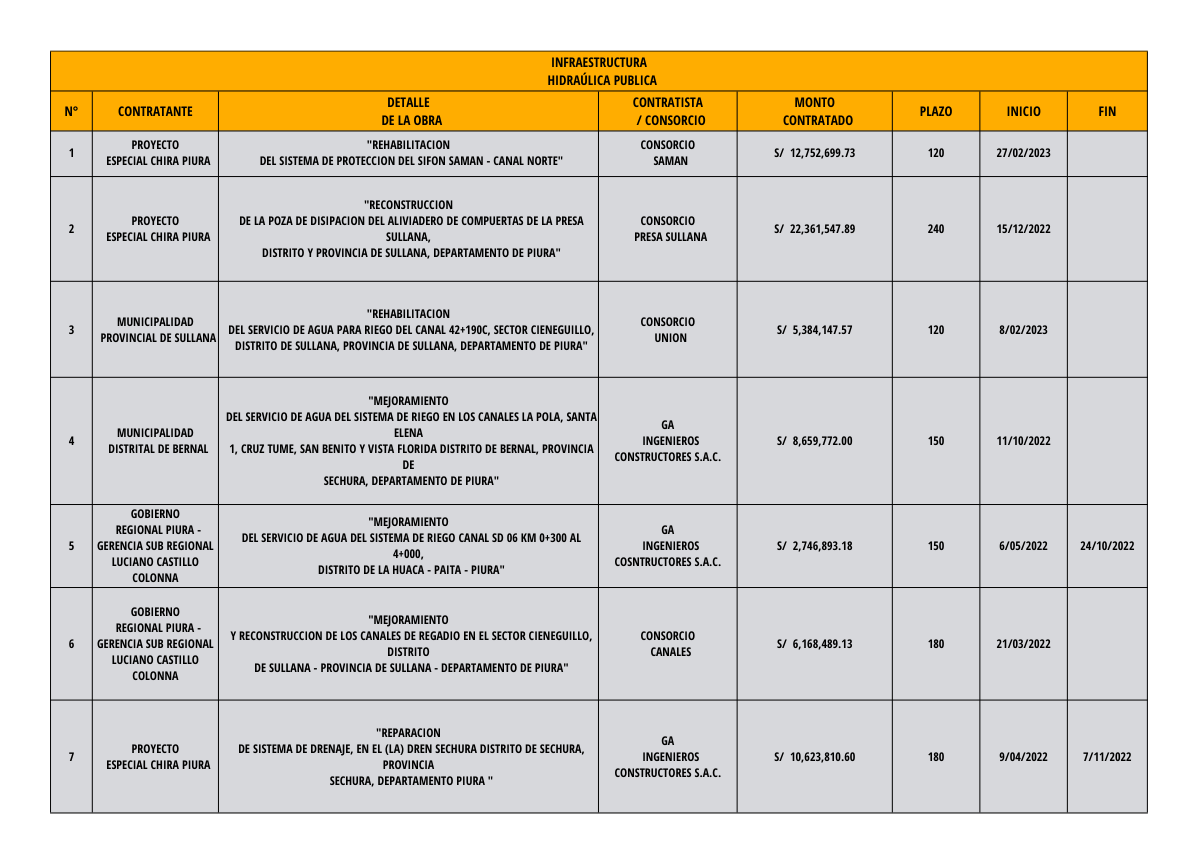 INFRAESTRUCTURA
HIDRAÚLICA PUBLICA
N° CONTRATANTE DETALLE DE LA OBRA CONTRATISTA / CONSORCIO MONTO CONTRATADO PLAZO INICIO FIN
1
PROYECTO
ESPECIAL CHIRA PIURA
"REHABILITACION
DEL SISTEMA DE PROTECCION DEL SIFON SAMAN - CANAL NORTE"
CONSORCIO
SAMAN
S/ 12,752,699.73
120
27/02/2023
2
PROYECTO
ESPECIAL CHIRA PIURA
"RECONSTRUCCION
DE LA POZA DE DISIPACION DEL ALIVIADERO DE COMPUERTAS DE LA PRESA
SULLANA,
DISTRITO Y PROVINCIA DE SULLANA, DEPARTAMENTO DE PIURA"
CONSORCIO
PRESA SULLANA
S/ 22,361,547.89
240
15/12/2022
3
MUNICIPALIDAD
PROVINCIAL DE SULLANA
"REHABILITACION
DEL SERVICIO DE AGUA PARA RIEGO DEL CANAL 42+190C, SECTOR CIENEGUILLO,
DISTRITO DE SULLANA, PROVINCIA DE SULLANA, DEPARTAMENTO DE PIURA"
CONSORCIO
UNION
S/ 5,384,147.57
120
8/02/2023
4
MUNICIPALIDAD
DISTRITAL DE BERNAL
"MEJORAMIENTO
DEL SERVICIO DE AGUA DEL SISTEMA DE RIEGO EN LOS CANALES LA POLA, SANTA
ELENA
1, CRUZ TUME, SAN BENITO Y VISTA FLORIDA DISTRITO DE BERNAL, PROVINCIA
DE
SECHURA, DEPARTAMENTO DE PIURA"
GA
INGENIEROS
CONSTRUCTORES S.A.C.
S/ 8,659,772.00
150
11/10/2022
5
GOBIERNO
REGIONAL PIURA -
GERENCIA SUB REGIONAL
LUCIANO CASTILLO
COLONNA
"MEJORAMIENTO
DEL SERVICIO DE AGUA DEL SISTEMA DE RIEGO CANAL SD 06 KM 0+300 AL
4+000,
DISTRITO DE LA HUACA - PAITA - PIURA"
GA
INGENIEROS
COSNTRUCTORES S.A.C.
S/ 2,746,893.18
150
6/05/2022
24/10/2022
6
GOBIERNO
REGIONAL PIURA -
GERENCIA SUB REGIONAL
LUCIANO CASTILLO
COLONNA
"MEJORAMIENTO
Y RECONSTRUCCION DE LOS CANALES DE REGADIO EN EL SECTOR CIENEGUILLO,
DISTRITO
DE SULLANA - PROVINCIA DE SULLANA - DEPARTAMENTO DE PIURA"
CONSORCIO
CANALES
S/ 6,168,489.13
180
21/03/2022
7
PROYECTO
ESPECIAL CHIRA PIURA
"REPARACION
DE SISTEMA DE DRENAJE, EN EL (LA) DREN SECHURA DISTRITO DE SECHURA,
PROVINCIA
SECHURA, DEPARTAMENTO PIURA "
GA
INGENIEROS
CONSTRUCTORES S.A.C.
S/ 10,623,810.60
180
9/04/2022
7/11/2022